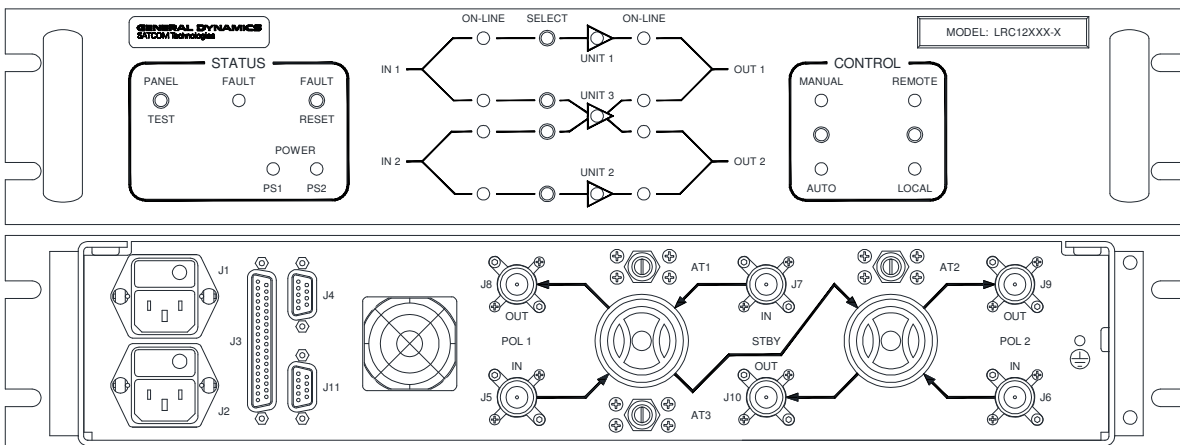 GENERAL DYNAMICS
SATCOM Technologies
ON-LINE SELECT ON-LINE
MODEL: LRC12XXX-X
STATUS
PANEL FAULT FAULT
TEST RESET
POWER
PS1 PS2
IN 1
UNIT 1
OUT 1
UNIT 3
IN 2
OUT 2
UNIT 2
CONTROL
MANUAL REMOTE
AUTO LOCAL
J1
J4
J3
J11
J2
J8
OUT
POL 1
IN
J5
AT1
J7
IN
STBY
OUT
J10
AT3
AT2
J9
OUT
POL 2
IN
J6